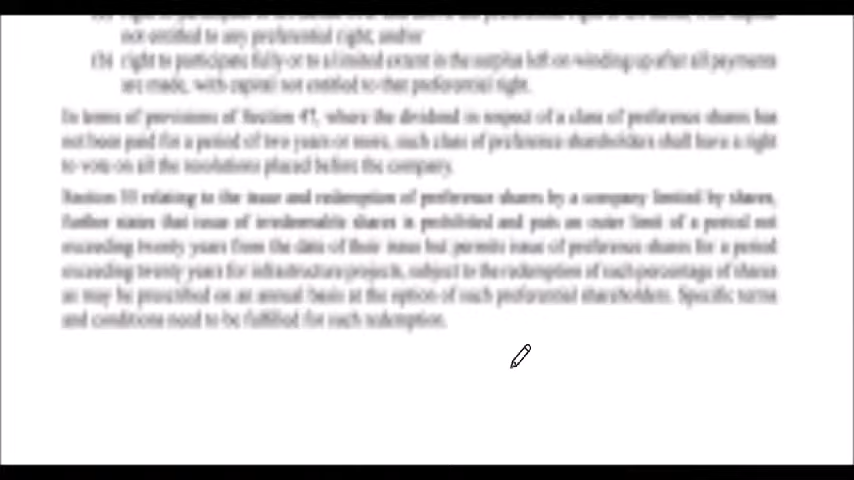 not entitled to any preferential right; and/or
(b) right to participate fully or to a limited extent in the surplus left on winding up after all payments
are made, with capital not entitled to that preferential right.
In terms of provisions of Section 47, where the dividend in respect of a class of preference shares has
not been paid for a period of two years or more, such class of preference shareholders shall have a right
to vote on all the resolutions placed before the company.
Section 55 relating to the issue and redemption of preference shares by a company limited by shares,
further states that issue of irredeemable shares is prohibited and puts an outer limit of a period not
exceeding twenty years from the date of their issue but permits issue of preference shares for a period
exceeding twenty years for infrastructure projects, subject to the redemption of such percentage of shares
as may be prescribed on an annual basis at the option of such preferential shareholders. Specific terms
and conditions need to be fulfilled for such redemption.